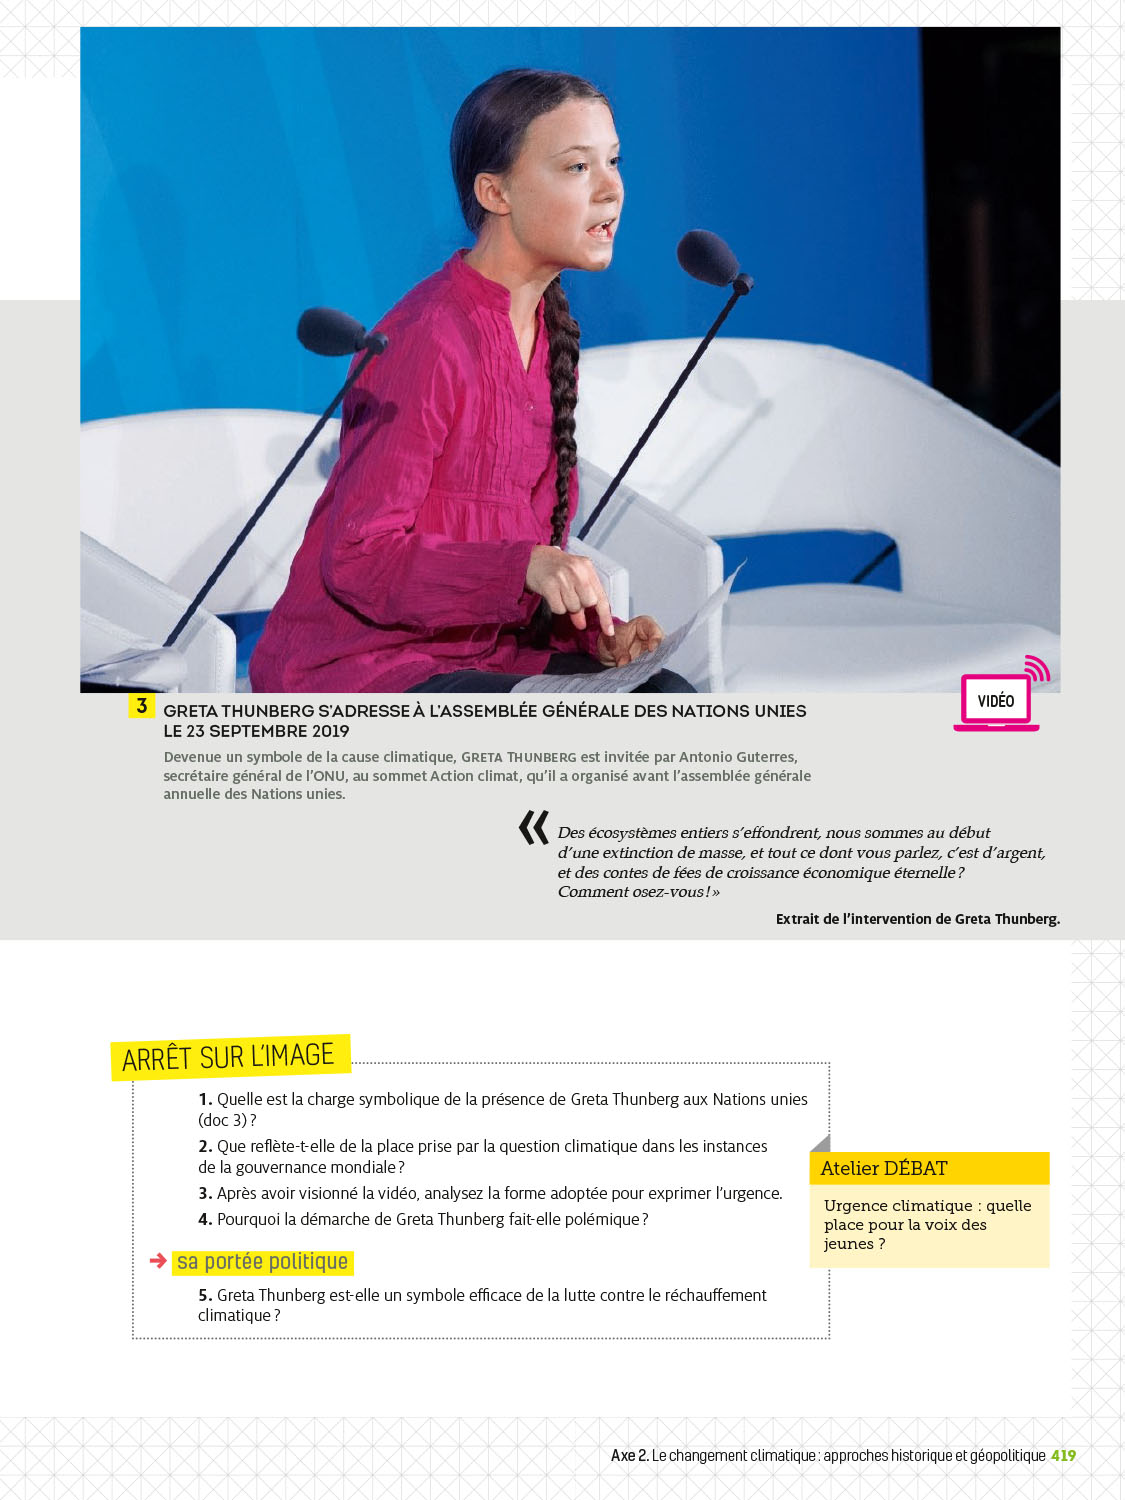 VIDÉO
3 GRETA THUNBERG S'ADRESSE À L'ASSEMBLÉE GÉNÉRALE DES NATIONS UNIES
LE 23 SEPTEMBRE 2019
Devenue un symbole de la cause climatique, GRETA THUNBERG est invitée par Antonio Guterres,
secrétaire général de l'ONU, au sommet Action climat, qu'il a organisé avant l'assemblée générale
annuelle des Nations unies.
« Des écosystèmes entiers s'effondrent, nous sommes au début
d'une extinction de masse, et tout ce dont vous parlez, c'est d'argent,
et des contes de fées de croissance économique éternelle ?
Comment osez-vous ! »
Extrait de l'intervention de Greta Thunberg.
ARRÊT SUR L'IMAGE
1. Quelle est la charge symbolique de la présence de Greta Thunberg aux Nations unies
(doc 3) ?
2. Que reflète-t-elle de la place prise par la question climatique dans les instances
de la gouvernance mondiale ?
3. Après avoir visionné la vidéo, analysez la forme adoptée pour exprimer l'urgence.
4. Pourquoi la démarche de Greta Thunberg fait-elle polémique ?
→ sa portée politique
5. Greta Thunberg est-elle un symbole efficace de la lutte contre le réchauffement
climatique ?
Atelier DÉBAT
Urgence climatique : quelle
place pour la voix des
jeunes ?
Axe 2. Le changement climatique : approches historique et géopolitique 419